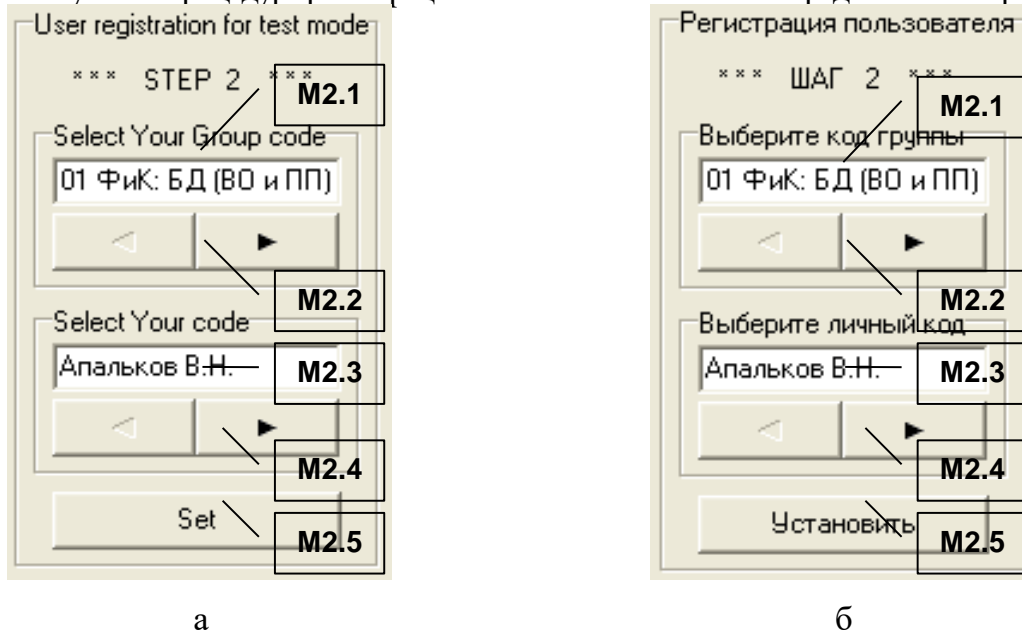 User registration for test mode
*** STEP 2 ***
M2.1
Select Your Group code
01 ФиК: БД (ВО и ПП)
M2.2
Select Your code
Апальков В.Н.
M2.3
M2.4
Set
M2.5
а
Регистрация пользователя
*** ШАГ 2 ***
M2.1
Выберите код группы
01 ФиК: БД (ВО и ПП)
M2.2
Выберите личный код
Апальков В.Н.
M2.3
M2.4
Установить
M2.5
б